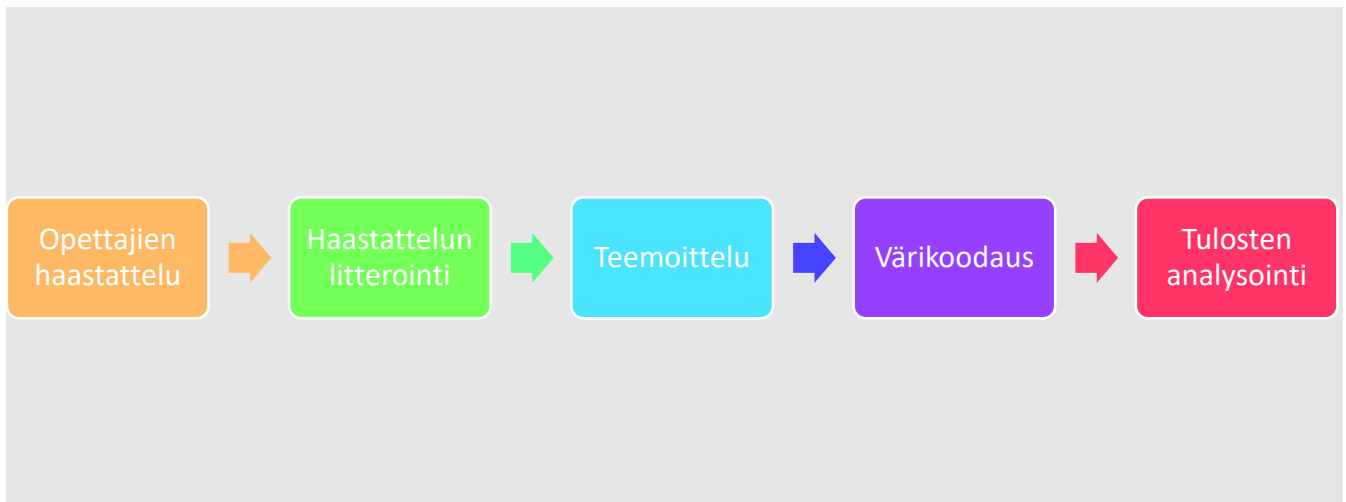 Opettajien
haastattelu
Haastattelun
litterointi
Teemoittelu
Värikoodaus
Tulosten
analysointi